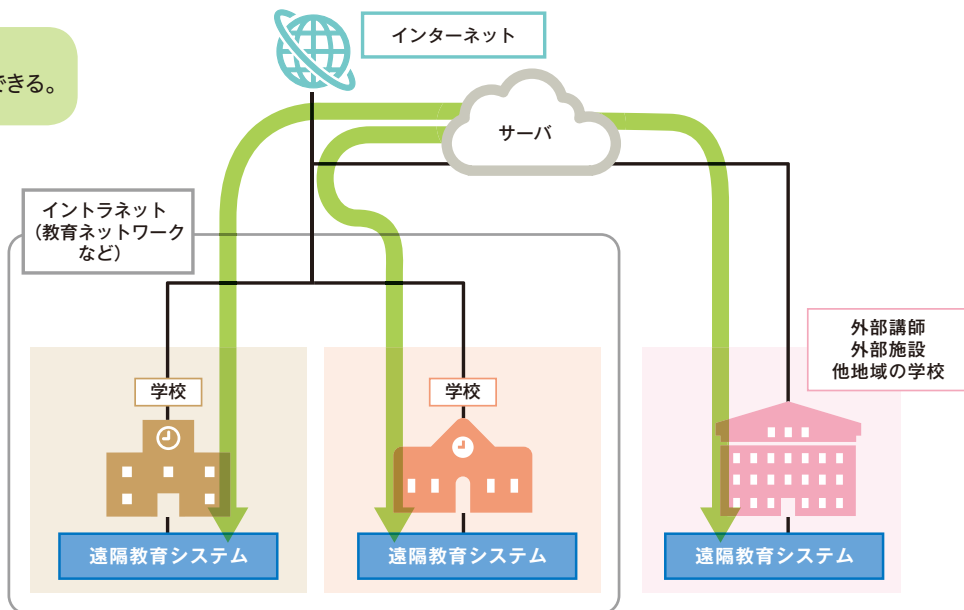 できる。
インターネット
サーバ
イントラネット
（教育ネットワーク
など）
外部講師
外部施設
他地域の学校
学校
学校
遠隔教育システム
遠隔教育システム
遠隔教育システム